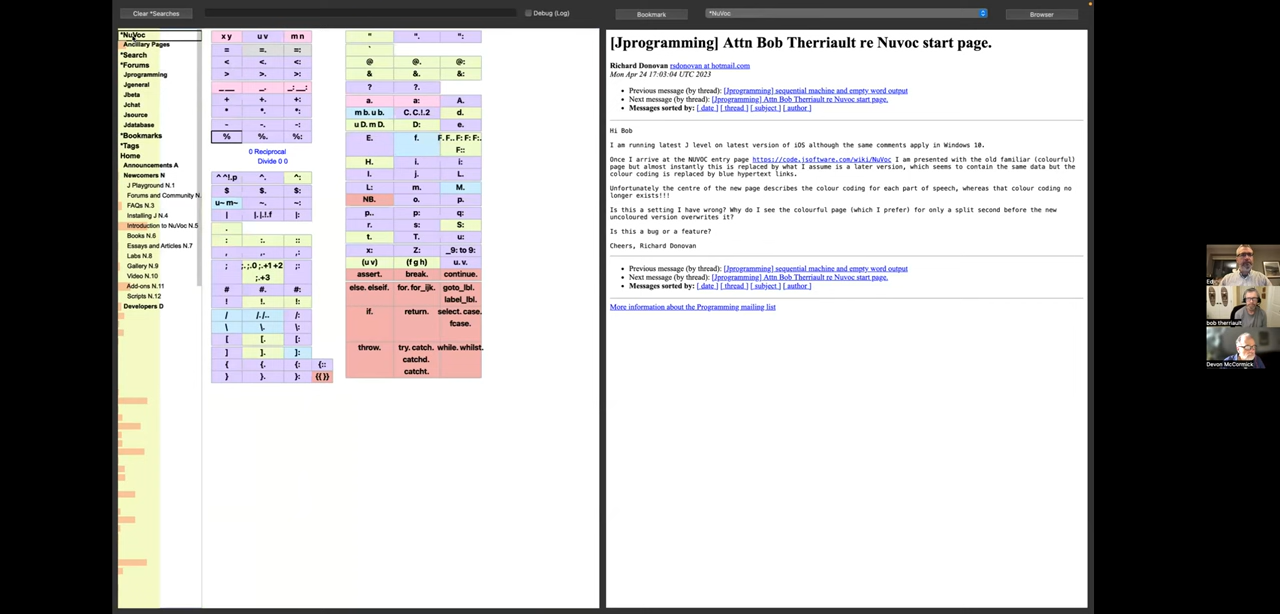 Clear *Searches
Debug (Log)
Bookmark
*NuVoc
Browser
*NuVoc
Ancillary Pages
*Search
*Forums
Jprogramming
Jgeneral
Jbeta
Jchat
Jsource
Jdatabase
*Bookmarks
*Tags
Home
Announcements A
Newcomers N
J Playground N.1
Forums and Community N.
FAQs N.3
Installing J N.4
Introduction to NuVoc N.5
Books N.6
Essays and Articles N.7
Labs N.8
Gallery N.9
Video N.10
Add-ons N.11
Scripts N.12
Developers D
x y u v m n
= =. =:
< <. <:
> >. >:
_ __ _. _: __:
+ +. +:
* *. *:
- -. -:
% %. %:
0 Reciprocal
Divide 0 0
^ ^!.p ^. ^:
$ $. $:
u~ m~ ~. ~:
| |.|.!.f |:
.
: :. ::
, ,. ,:
; ;. ;.0 ;.+1 +2 ;:
;.+3
# #. #:
! !. !:
/ /. /.. /:
\ \. \:
[ [. [:
] ]. ]:
{ {. {: {::
} }. }: {{ }}
" ". ":
`
@ @. @:
& &. &:
? ?.
a. a: A.
m b. u b. C. C.!.2 d.
u D. m D. D: e.
E. f. F. F.. F.: F: F:.
F::
H. i. i:
I. j. L.
L: m. M.
NB. o. p.
p.. p: q:
r. s: S:
t. T. u:
x: Z: _9: to 9:
(u v) (f g h) u. v.
assert. break. continue.
else. elseif. for. for_ijk. goto_lbl.
label_lbl.
if. return. select. case.
fcase.
throw. try. catch. while. whilst.
catchd.
catcht.
[Jprogramming] Attn Bob Therriault re Nuvoc start page.
Richard Donovan rsdonovan at hotmail.com
Mon Apr 24 17:03:04 UTC 2023
• Previous message (by thread): [Jprogramming] sequential machine and empty word output
• Next message (by thread): [Jprogramming] Attn Bob Therriault re Nuvoc start page.
• Messages sorted by: [ date ] [ thread ] [ subject ] [ author ]
Hi Bob
I am running latest J level on latest version of iOS although the same comments apply in Windows 10.
Once I arrive at the NUVOC entry page https://code.jsoftware.com/wiki/NuVoc I am presented with the old familiar (colourful)
page but almost instantly this is replaced by what I assume is a later version, which seems to contain the same data but the
colour coding is replaced by blue hypertext links.
Unfortunately the centre of the new page describes the colour coding for each part of speech, whereas that colour coding no
longer exists!!!
Is this a setting I have wrong? Why do I see the colourful page (which I prefer) for only a split second before the new
uncoloured version overwrites it?
Is this a bug or a feature?
Cheers, Richard Donovan
• Previous message (by thread): [Jprogramming] sequential machine and empty word output
• Next message (by thread): [Jprogramming] Attn Bob Therriault re Nuvoc start page.
• Messages sorted by: [ date ] [ thread ] [ subject ] [ author ]
More information about the Programming mailing list
bob therriault
Devon McCormick